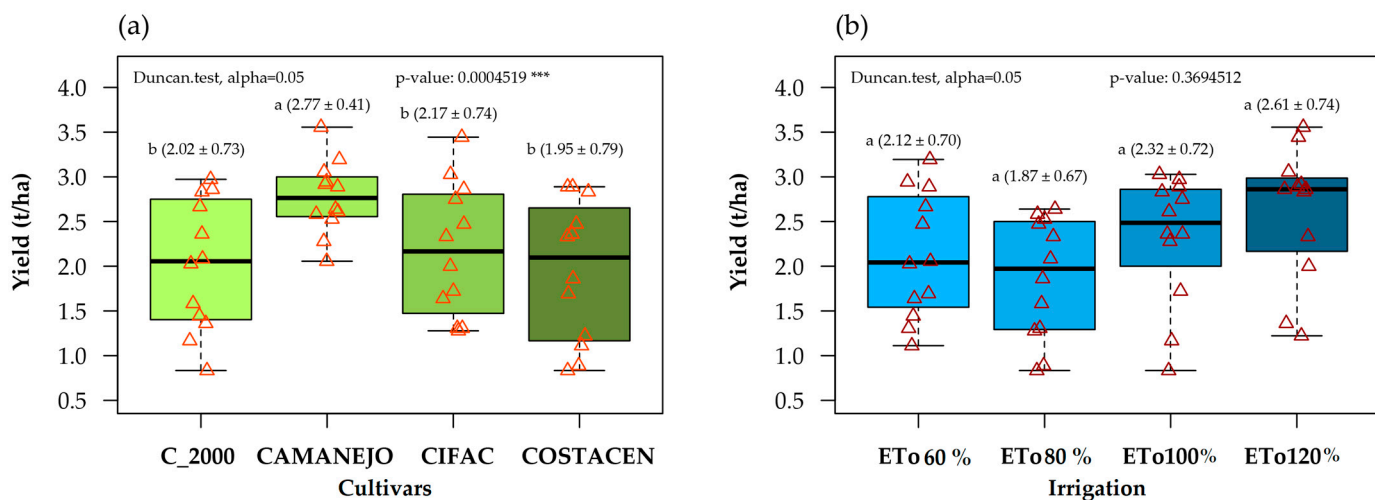 (a)
Duncan.test, alpha=0.05 p-value: 0.0004519 ***
a (2.77 ± 0.41)
b (2.17 ± 0.74)
b (2.02 ± 0.73)
b (1.95 ± 0.79)
Yield (t/ha)
4.0
3.5
3.0
2.5
2.0
1.5
1.0
0.5
C_2000 CAMANEJO CIFAC COSTACEN
Cultivars
(b)
Duncan.test, alpha=0.05 p-value: 0.3694512
a (2.61 ± 0.74)
a (2.12 ± 0.70)
a (2.32 ± 0.72)
a (1.87 ± 0.67)
Yield (t/ha)
4.0
3.5
3.0
2.5
2.0
1.5
1.0
0.5
ETo 60 % ETo 80 % ETo100% ETo120%
Irrigation